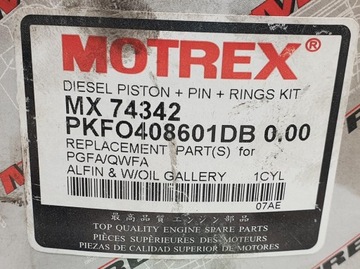 MOTREX®
DIESEL PISTON + PIN + RINGS KIT
MX 74342
PKFO408601DB 0.00
REPLACEMENT PART(S) for
PGFA/QWFA
ALFIN & W/OIL GALLERY 1CYL
07AE
最高品質エンジン部品
TOP QUALITY ENGINE SPARE PARTS
PIÈCES SUPÉRIEURES DES MOTEURS
PIEZAS DE CALIDAD SUPERIOR DEL MOTOR